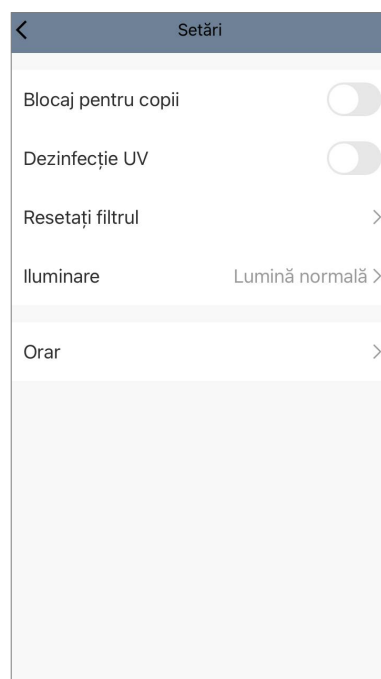 Setări
Blocaj pentru copii
Dezinfecție UV
Resetați filtrul
Iluminare Lumină normală
Orar